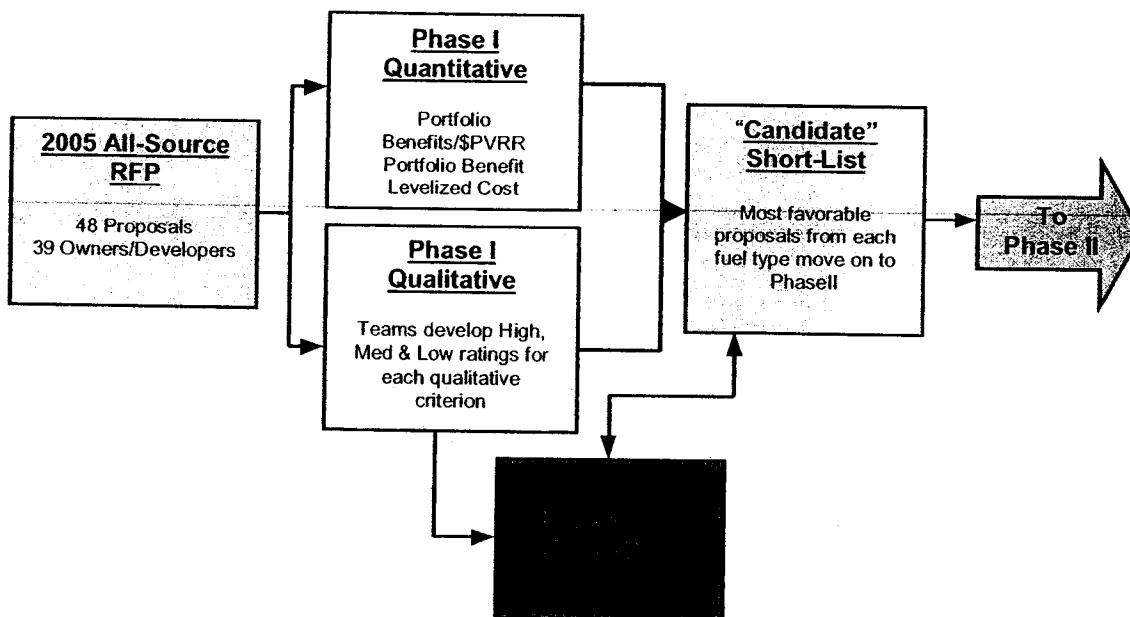 2005 All-Source
RFP
48 Proposals
39 Owners/Developers
Phase I
Quantitative
Portfolio
Benefits/$PVRR
Portfolio Benefit
Levelized Cost
Phase I
Qualitative
Teams develop High,
Med & Low ratings for
each qualitative
criterion
"Candidate"
Short-List
Most favorable
proposals from each
fuel type move on to
PhaseII
To
Phase II